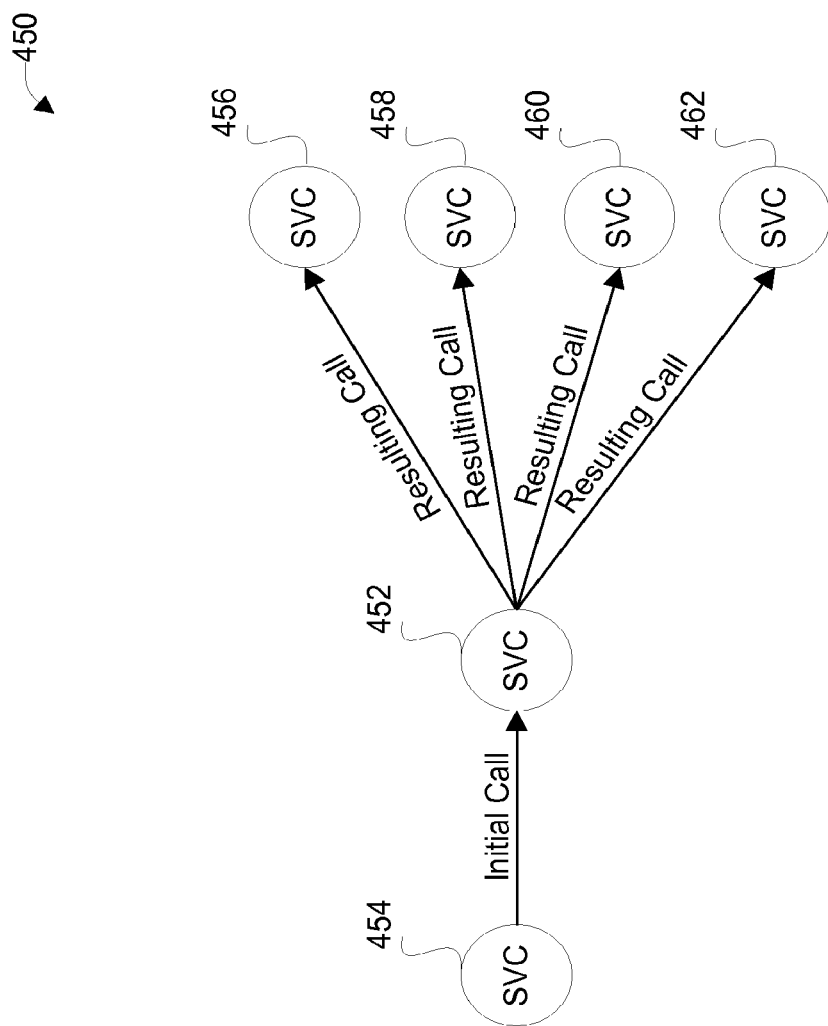 450
456
SVC
Resulting Call
458
SVC
Resulting Call
460
SVC
Resulting Call
462
SVC
Resulting Call
452
SVC
Initial Call
454
SVC